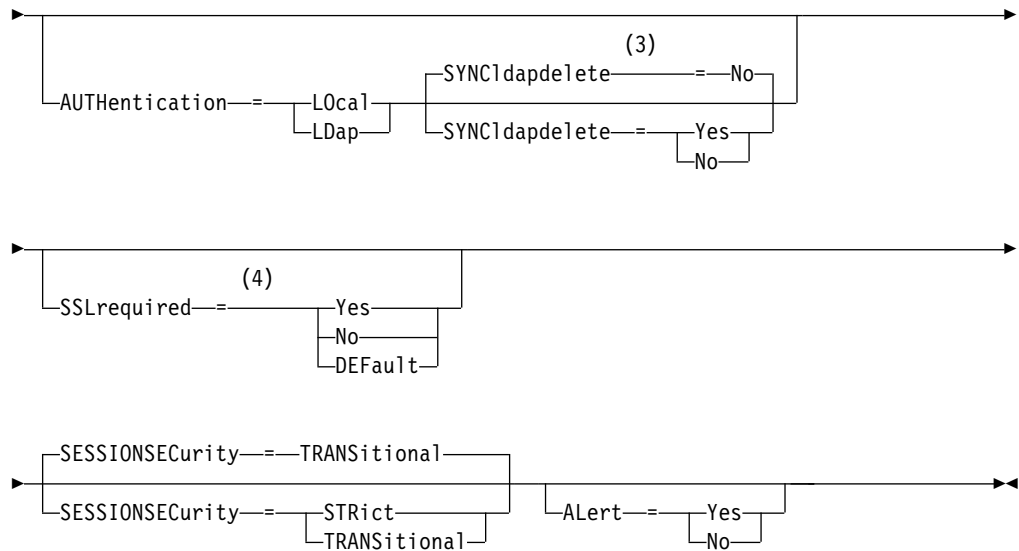 (3)
SYNCldapdelete = No
AUTHentication = LOcal
LDap
SYNCldapdelete = Yes
No
(4)
SSLrequired = Yes
No
DEFault
SESSIONSECurity = TRANSitional
SESSIONSECurity = STRict
TRANSitional
ALert = Yes
No